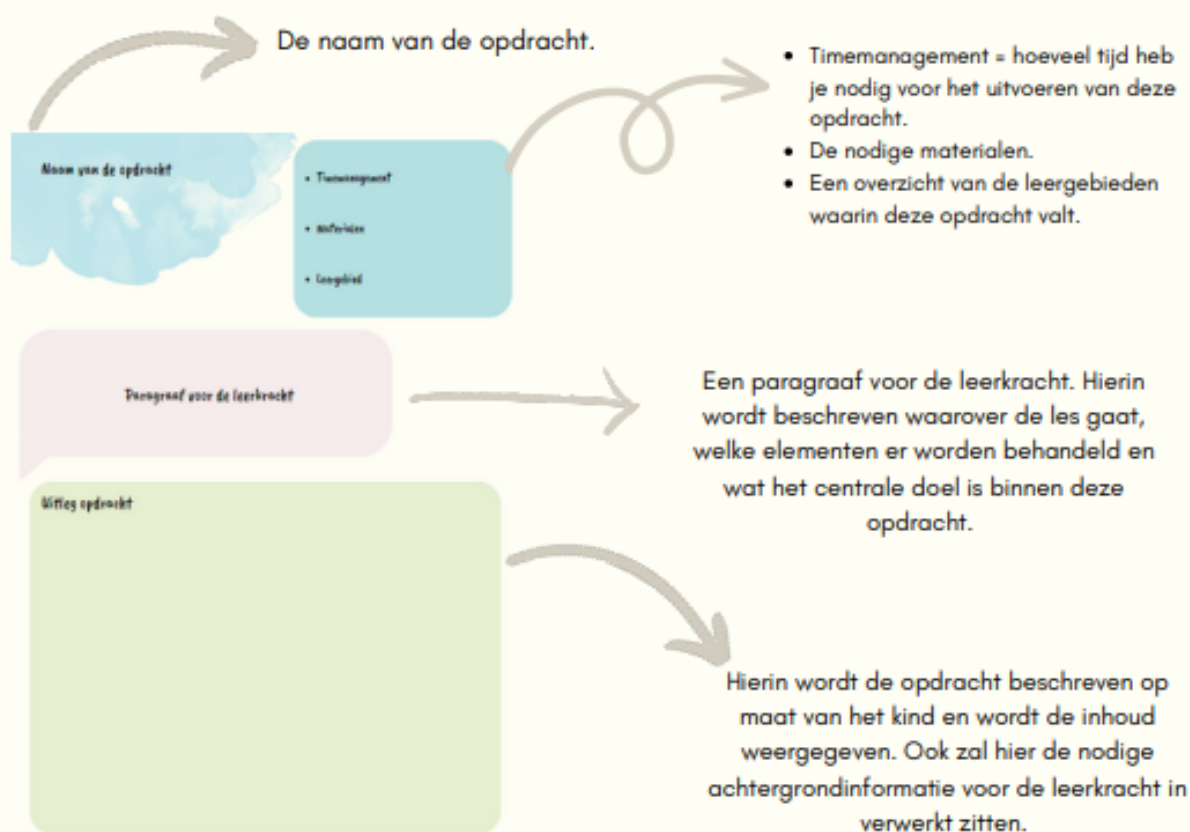 De naam van de opdracht.
• Timemanagement = hoeveel tijd heb
je nodig voor het uitvoeren van deze
opdracht.
• De nodige materialen.
• Een overzicht van de leergebieden
waarin deze opdracht valt.
Naam van de opdracht
• Timemanagement
• Materialen
• Leergebied
Paragraaf voor de leerkracht
Een paragraaf voor de leerkracht. Hierin
wordt beschreven waarover de les gaat,
welke elementen er worden behandeld en
wat het centrale doel is binnen deze
opdracht.
Uitleg opdracht
Hierin wordt de opdracht beschreven op
maat van het kind en wordt de inhoud
weergegeven. Ook zal hier de nodige
achtergrondinformatie voor de leerkracht in
verwerkt zitten.